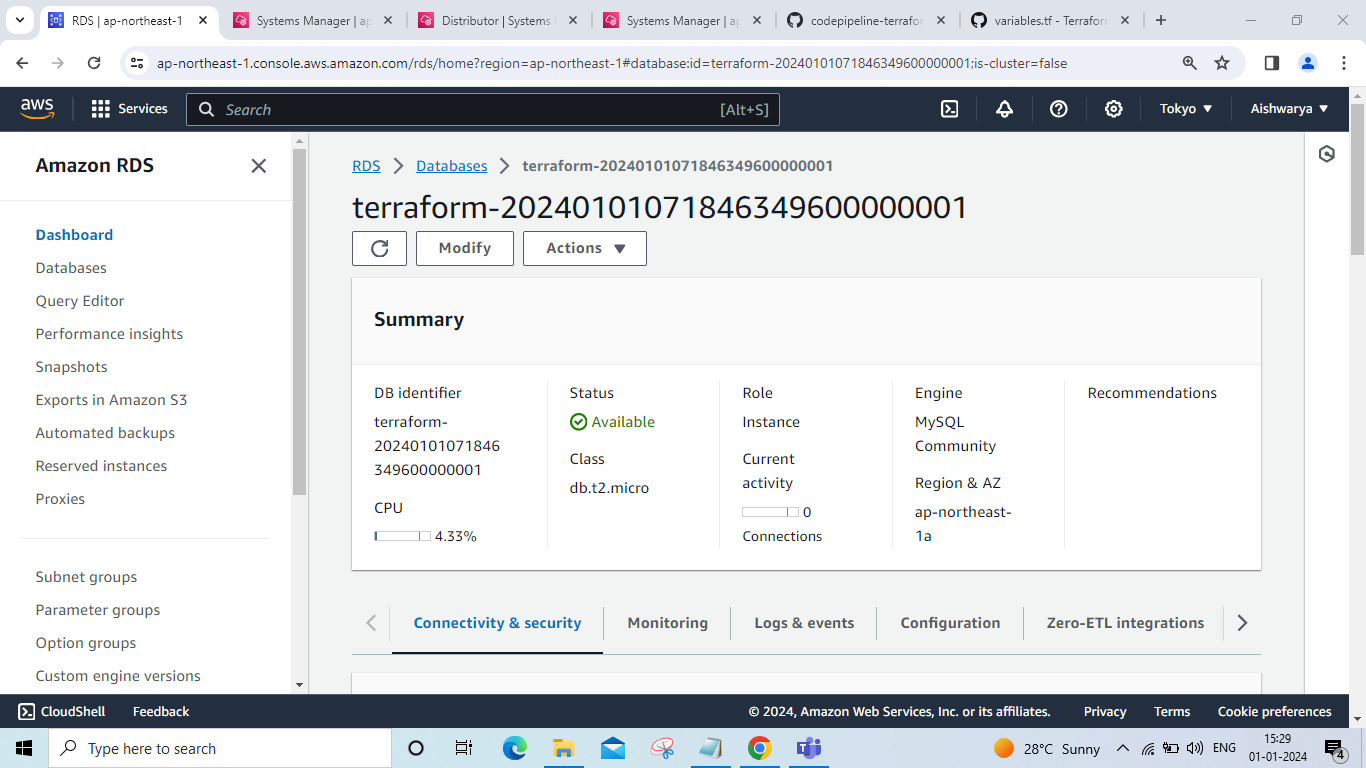 RDS | ap-northeast-1
Systems Manager | ap
Distributor | Systems
Systems Manager | ap
codepipeline-terrafor
variables.tf - Terrafor
ap-northeast-1.console.aws.amazon.com/rds/home?region=ap-northeast-1#database:id=terraform-20240101071846349600000001;is-cluster=false
aws
Services
Search
[Alt+S]
Tokyo
Aishwarya
Amazon RDS
Dashboard
Databases
Query Editor
Performance insights
Snapshots
Exports in Amazon S3
Automated backups
Reserved instances
Proxies
Subnet groups
Parameter groups
Option groups
Custom engine versions
RDS
Databases
terraform-20240101071846349600000001
terraform-20240101071846349600000001
Modify
Actions
Summary
DB identifier
terraform-
20240101071846
349600000001
CPU
4.33%
Status
Available
Class
db.t2.micro
Role
Instance
Current
activity
0
Connections
Engine
MySQL
Community
Region & AZ
ap-northeast-
1a
Recommendations
Connectivity & security
Monitoring
Logs & events
Configuration
Zero-ETL integrations
CloudShell
Feedback
© 2024, Amazon Web Services, Inc. or its affiliates.
Privacy
Terms
Cookie preferences
Type here to search
28°C Sunny
ENG
15:29
01-01-2024
4